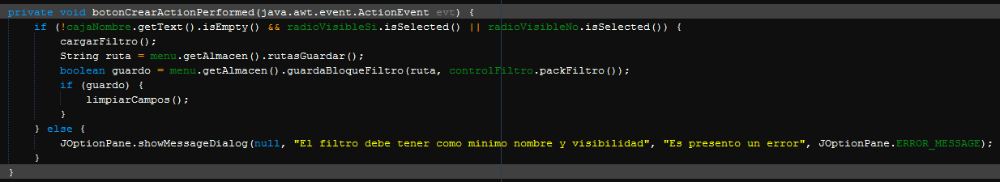 private void botonCrearActionPerformed(java.awt.event.ActionEvent evt) {
    if (!cajaNombre.getText().isEmpty() && radioVisibleSi.isSelected() || radioVisibleNo.isSelected()) {
        cargarFiltro();
        String ruta = menu.getAlmacen().rutasGuardar();
        boolean guardo = menu.getAlmacen().guardaBloqueFiltro(ruta, controlFiltro.packFiltro());
        if (guardo) {
            limpiarCampos();
        }
    } else {
        JOptionPane.showMessageDialog(null, "El filtro debe tener como minimo nombre y visibilidad", "Es presento un error", JOptionPane.ERROR_MESSAGE);
    }
}